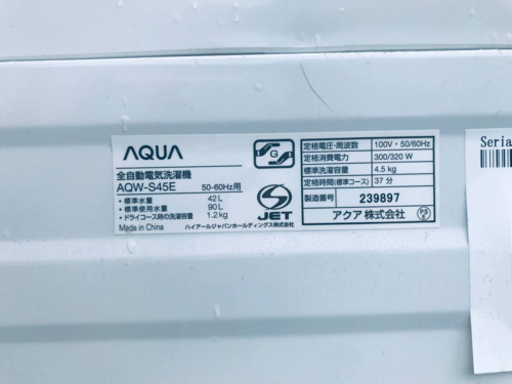 AQUA
全自動電気洗濯機
AQW-S45E 50-60Hz用
・標準水量 42L
・標準使用水量 90L
・ドライコース時の洗濯容量 1.2kg
Made in China
ハイアールジャパンホールディングス株式会社
G
S
JET
定格電圧・周波数 100V・50/60Hz
定格消費電力 300/320W
標準洗濯容量 4.5kg
定格時間(標準コース) 37分
製造番号 239897
アクア株式会社
Seria